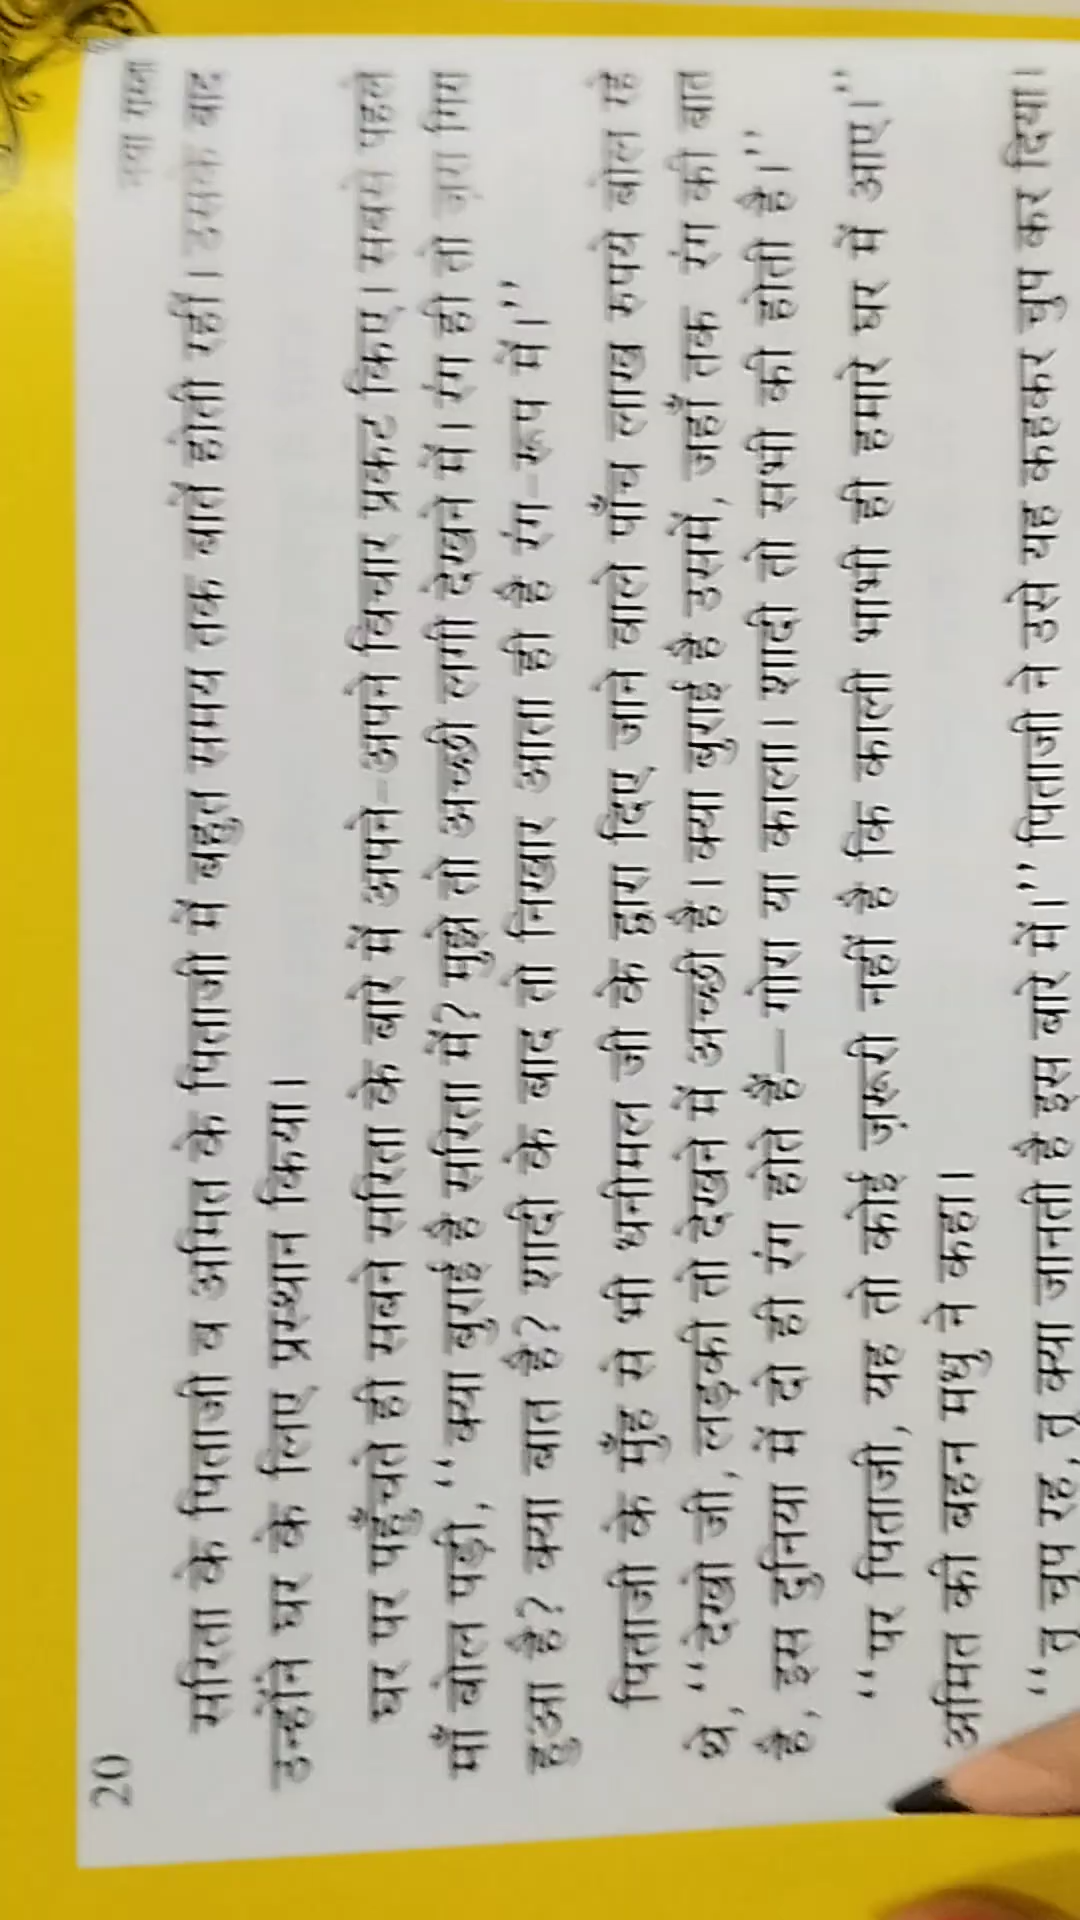 20
नया रास्ता
सरिता के पिताजी व अमित के पिताजी में बहुत समय तक बातें होती रहीं। उसके बाद
उन्होंने घर के लिए प्रस्थान किया।
घर पर पहुँचते ही सबने सरिता के बारे में अपने-अपने विचार प्रकट किए। सबसे पहले
माँ बोल पड़ी, ‘‘क्या बुराई है सरिता में? मुझे तो अच्छी लगी देखने में। रंग ही तो ज़रा गिरा
हुआ है? क्या बात है? शादी के बाद तो निखार आता ही है रंग-रूप में।’’
पिताजी के मुँह से भी धनीमल जी के द्वारा दिए जाने वाले पाँच लाख रुपये बोल रहे
थे, ‘‘देखो जी, लड़की तो देखने में अच्छी है। क्या बुराई है उसमें, जहाँ तक रंग की बात
है, इस दुनिया में दो ही रंग होते हैं—गोरा या काला। शादी तो सभी की होती है।’’
‘‘पर पिताजी, यह तो कोई ज़रूरी नहीं है कि काली भाभी ही हमारे घर में आए।’’
अमित की बहन मधु ने कहा।
‘‘तू चुप रह, तू क्या जानती है इस बारे में।’’ पिताजी ने उसे यह कहकर चुप कर दिया।